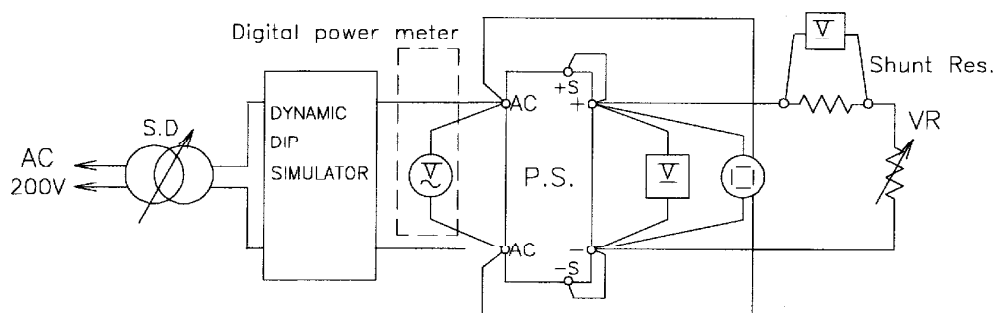 Digital power meter
S.D
AC
200V
DYNAMIC
DIP
SIMULATOR
V
~
AC
AC
P.S.
+S
+
-
-S
V
V
Shunt Res.
VR